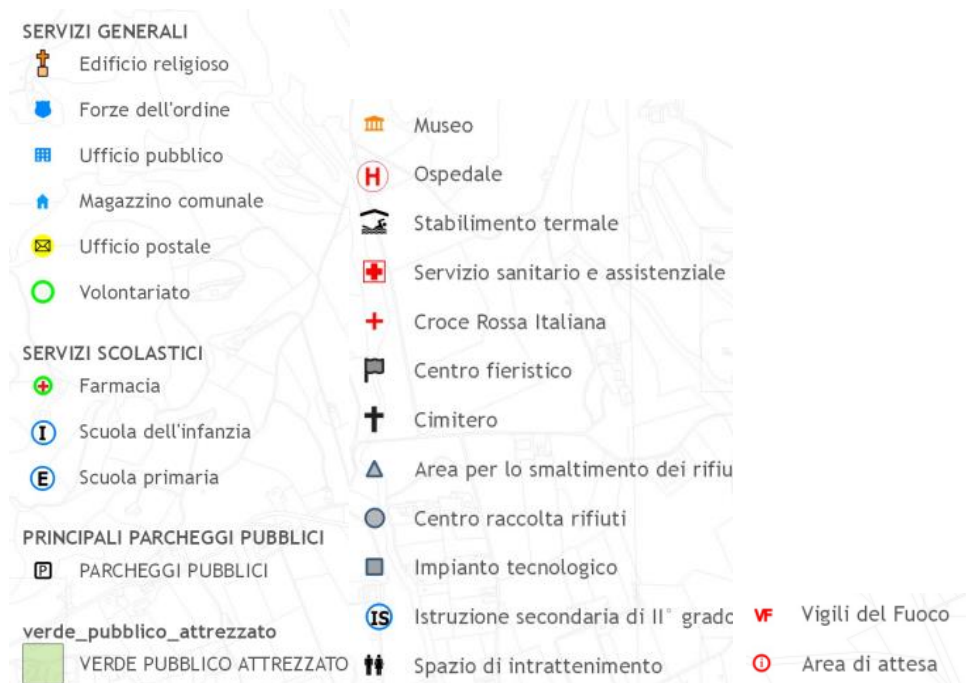 SERVIZI GENERALI
Edificio religioso
Forze dell'ordine
Ufficio pubblico
Magazzino comunale
Ufficio postale
Volontariato
SERVIZI SCOLASTICI
Farmacia
I Scuola dell'infanzia
E Scuola primaria
PRINCIPALI PARCHEGGI PUBBLICI
P PARCHEGGI PUBBLICI
verde_pubblico_attrezzato
VERDE PUBBLICO ATTREZZATO
Museo
H Ospedale
Stabilimento termale
Servizio sanitario e assistenziale
Croce Rossa Italiana
Centro fieristico
Cimitero
Area per lo smaltimento dei rifiu
Centro raccolta rifiuti
Impianto tecnologico
IS Istruzione secondaria di II° grado
Spazio di intrattenimento
VF Vigili del Fuoco
i Area di attesa